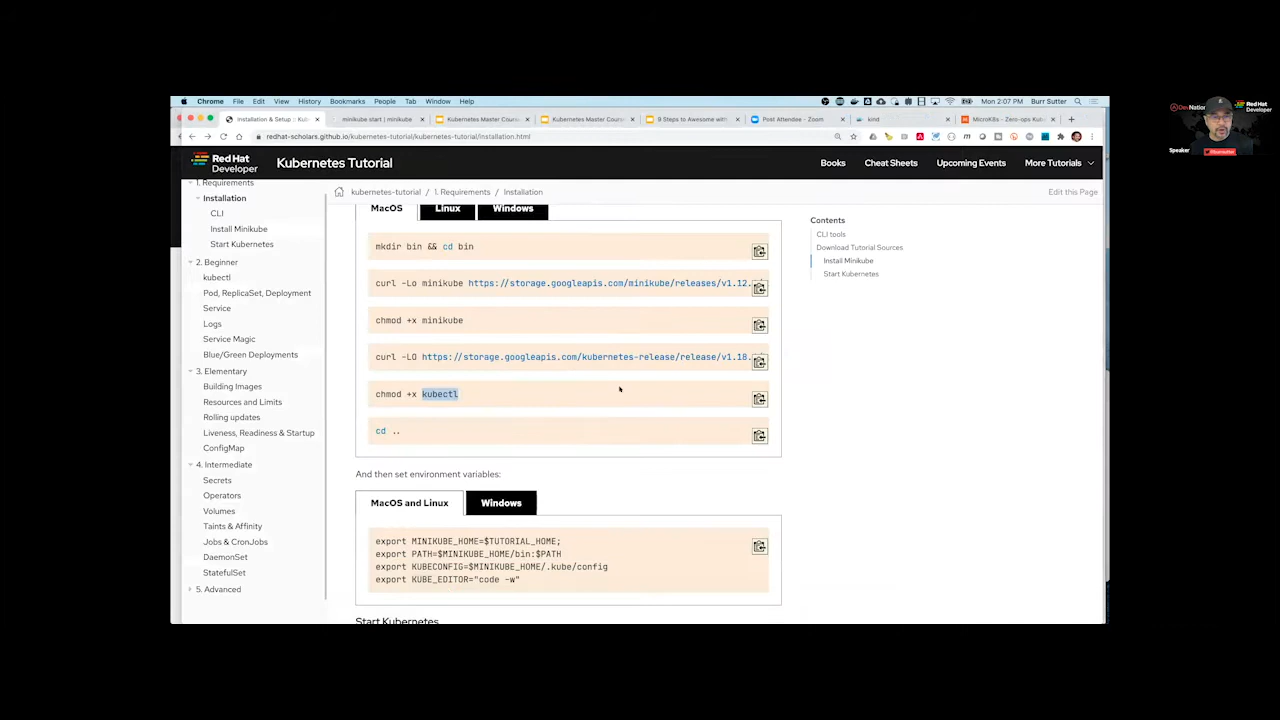 Chrome File Edit View History Bookmarks People Tab Window Help
Mon 2:07 PM Burr Sutter
Installation & Setup :: Ku
minikube start | minikube
Kubernetes Master Course
Kubernetes Master Course
9 Steps to Awesome with
Post Attendee - Zoom
kind
MicroK8s - Zero-ops Kub
redhat-scholars.github.io/kubernetes-tutorial/kubernetes-tutorial/installation.html
Red Hat
Developer
Kubernetes Tutorial
Books
Cheat Sheets
Upcoming Events
More Tutorials
1. Requirements
Installation
CLI
Install Minikube
Start Kubernetes
2. Beginner
kubectl
Pod, ReplicaSet, Deployment
Service
Logs
Service Magic
Blue/Green Deployments
3. Elementary
Building Images
Resources and Limits
Rolling updates
Liveness, Readiness & Startup
ConfigMap
4. Intermediate
Secrets
Operators
Volumes
Taints & Affinity
Jobs & CronJobs
DaemonSet
StatefulSet
5. Advanced
kubernetes-tutorial / 1. Requirements / Installation
Edit this Page
MacOS
Linux
Windows
mkdir bin && cd bin
curl -Lo minikube https://storage.googleapis.com/minikube/releases/v1.12.
chmod +x minikube
curl -LO https://storage.googleapis.com/kubernetes-release/release/v1.18.
chmod +x kubectl
cd ..
And then set environment variables:
MacOS and Linux
Windows
export MINIKUBE_HOME=$TUTORIAL_HOME;
export PATH=$MINIKUBE_HOME/bin:$PATH
export KUBECONFIG=$MINIKUBE_HOME/.kube/config
export KUBE_EDITOR="code -w"
Start Kubernetes
Contents
CLI tools
Download Tutorial Sources
Install Minikube
Start Kubernetes
DevNation
Red Hat
Developer
Speaker